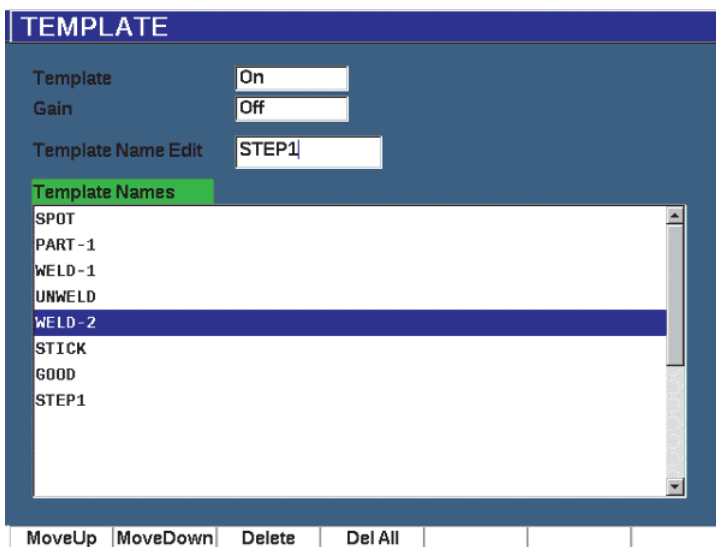 TEMPLATE
Template On
Gain Off
Template Name Edit STEP1
Template Names
SPOT
PART-1
WELD-1
UNWELD
WELD-2
STICK
GOOD
STEP1
MoveUp MoveDown Delete Del All